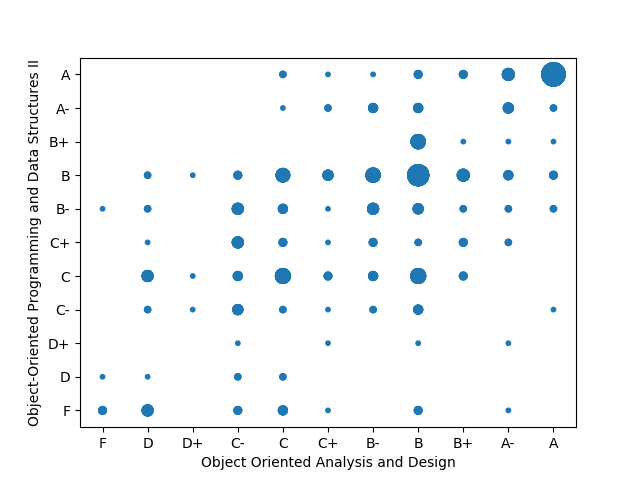 Object-Oriented Programming and Data Structures II
A
A-
B+
B
B-
C+
C
C-
D+
D
F
F D D+ C- C C+ B- B B+ A- A
Object Oriented Analysis and Design